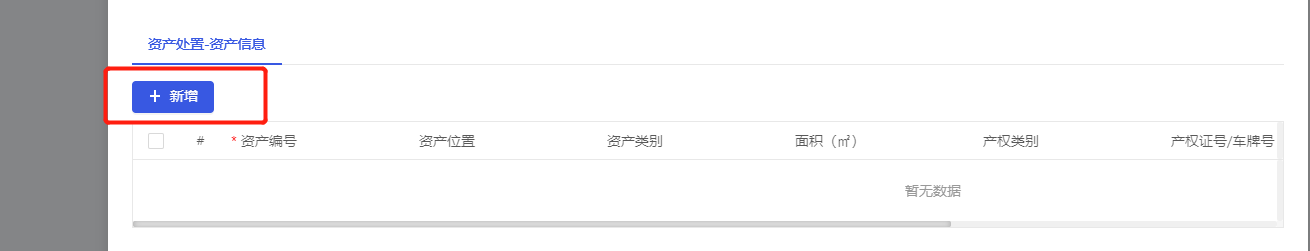 资产处置-资产信息
+ 新增
# * 资产编号 资产位置 资产类别 面积（㎡） 产权类别 产权证号/车牌号
暂无数据